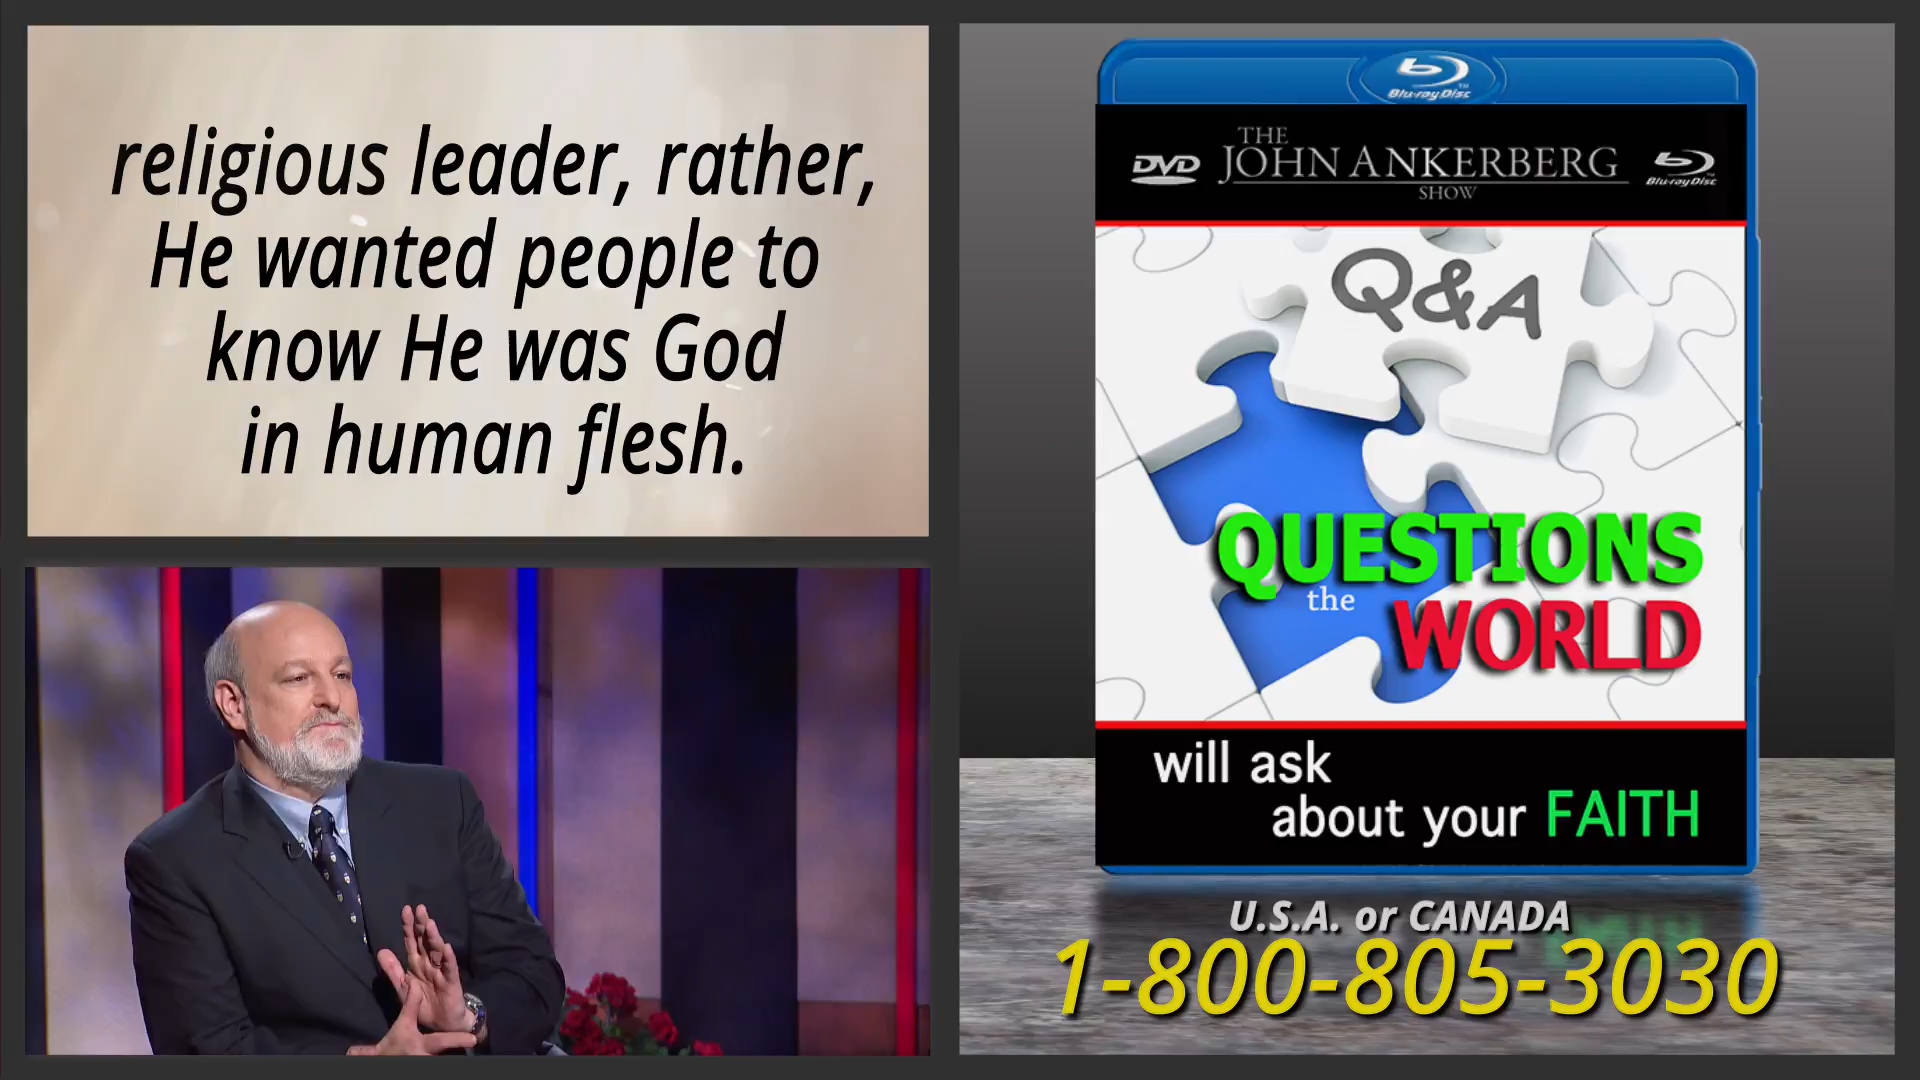 religious leader, rather,
He wanted people to
know He was God
in human flesh.
Blu-ray Disc
THE
DVD
JOHN ANKERBERG
SHOW
Blu-ray Disc
Q&A
QUESTIONS
the
WORLD
will ask
about your FAITH
U.S.A. or CANADA
1-800-805-3030